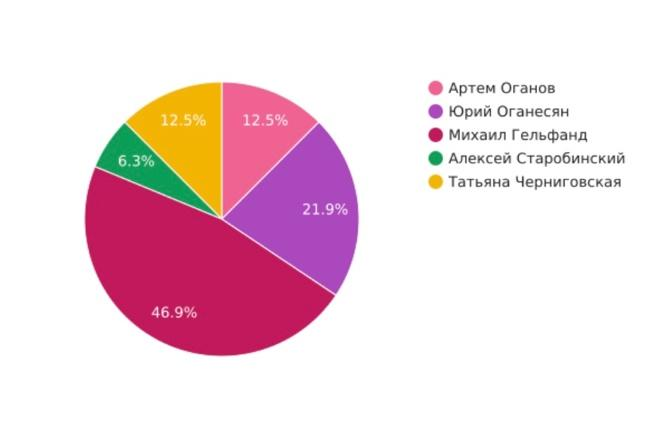 12.5%
12.5%
6.3%
21.9%
46.9%
Артем Оганов
Юрий Оганесян
Михаил Гельфанд
Алексей Старобинский
Татьяна Черниговская